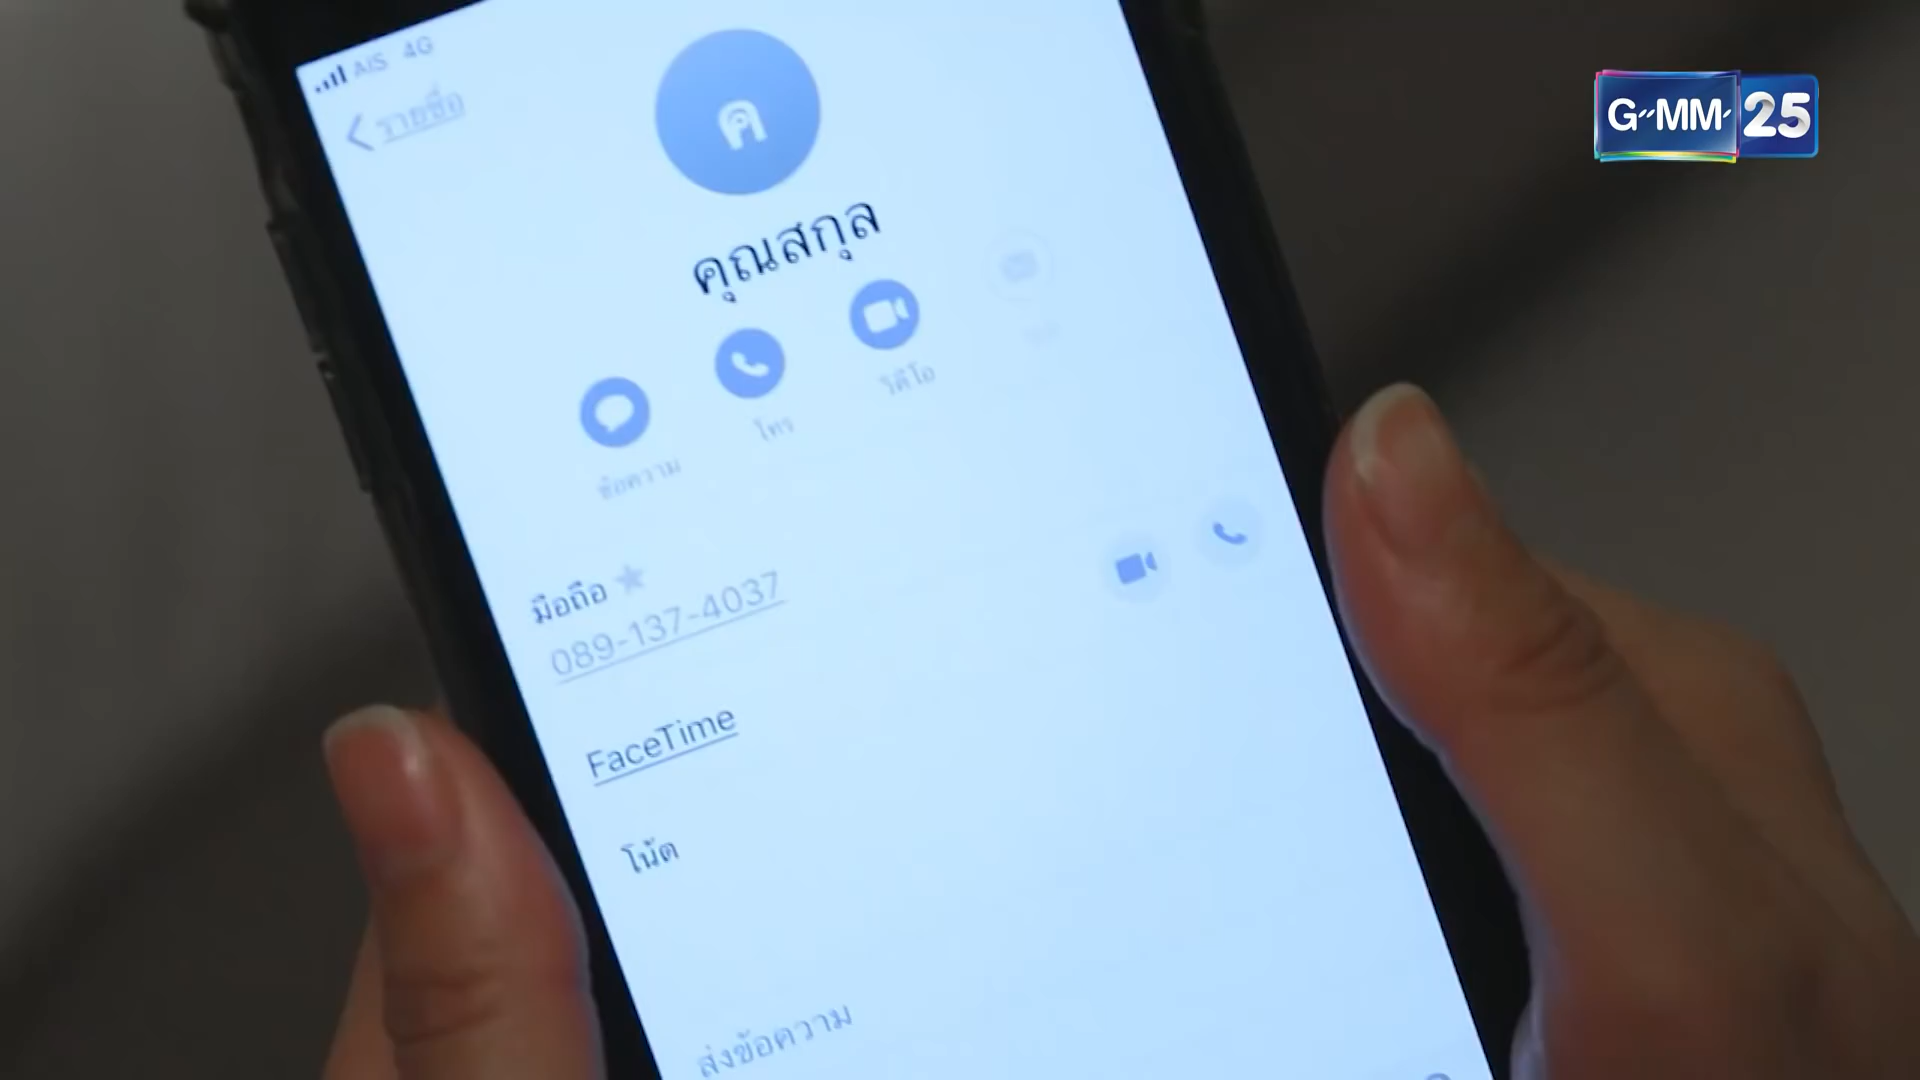 AIS 4G
รายชื่อ
ค
คุณสกุล
ข้อความ
โทร
วิดีโอ
มือถือ
089-137-4037
FaceTime
โน้ต
ส่งข้อความ
GMM 25